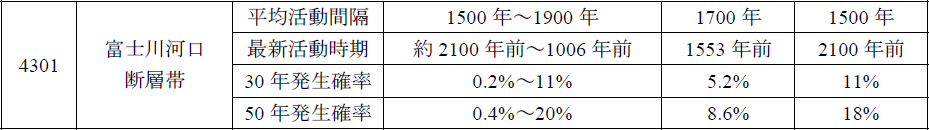 4301 富士川河口断層帯 平均活動間隔 1500 年～1900 年 1700 年 1500 年
最新活動時期 約 2100 年前～1006 年前 1553 年前 2100 年前
30 年発生確率 0.2%～11% 5.2% 11%
50 年発生確率 0.4%～20% 8.6% 18%